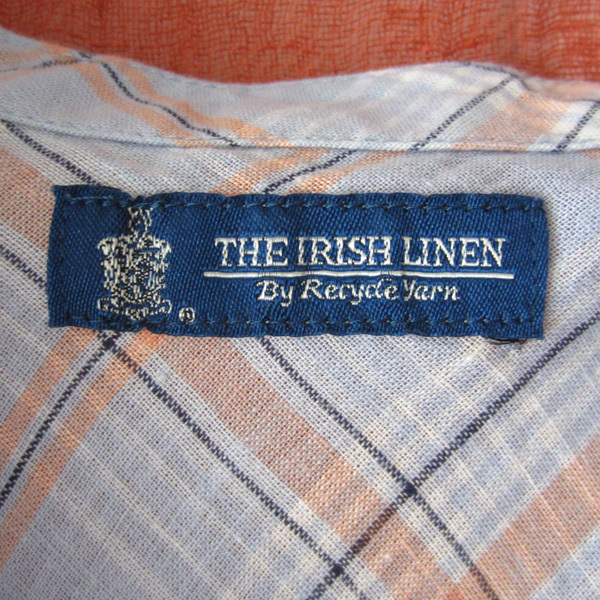 THE IRISH LINEN
By Recycle Yarn
®